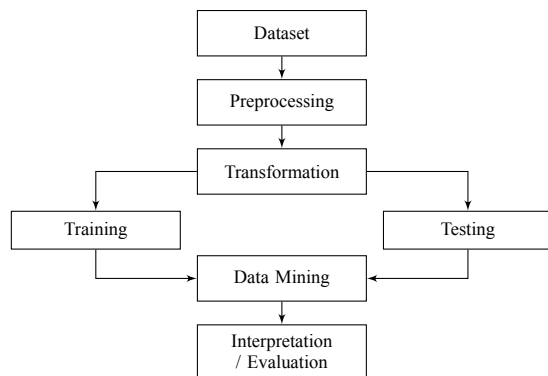 Dataset
Preprocessing
Transformation
Training
Testing
Data Mining
Interpretation
/ Evaluation